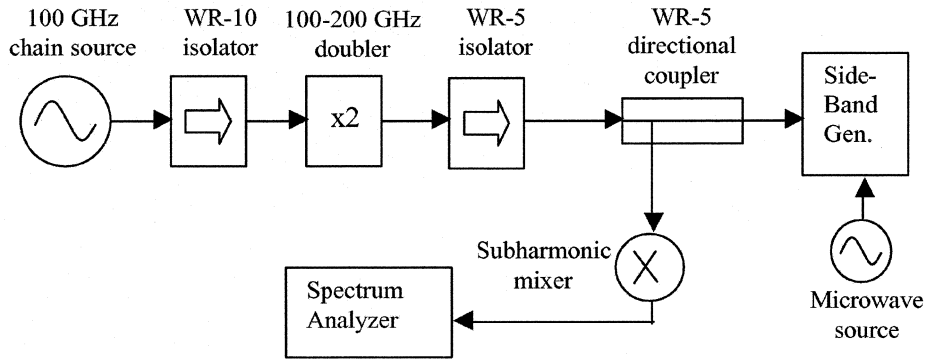 100 GHz
chain source
WR-10
isolator
100-200 GHz
doubler
WR-5
isolator
WR-5
directional
coupler
x2
Side-
Band
Gen.
Subharmonic
mixer
X
Spectrum
Analyzer
Microwave
source